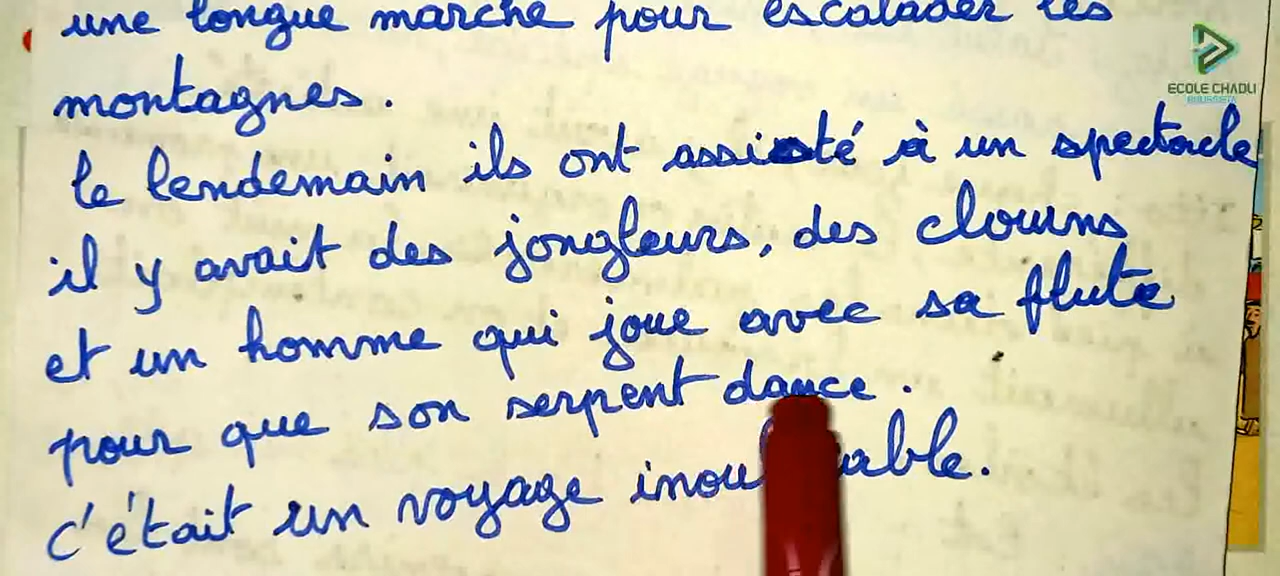 une longue marche pour escalader les
montagnes.
le lendemain ils ont assisté à un spectacle
il y avait des jongleurs, des clowns
et un homme qui joue avec sa flute
pour que son serpent dance.
c'était un voyage
ECOLE CHADLI